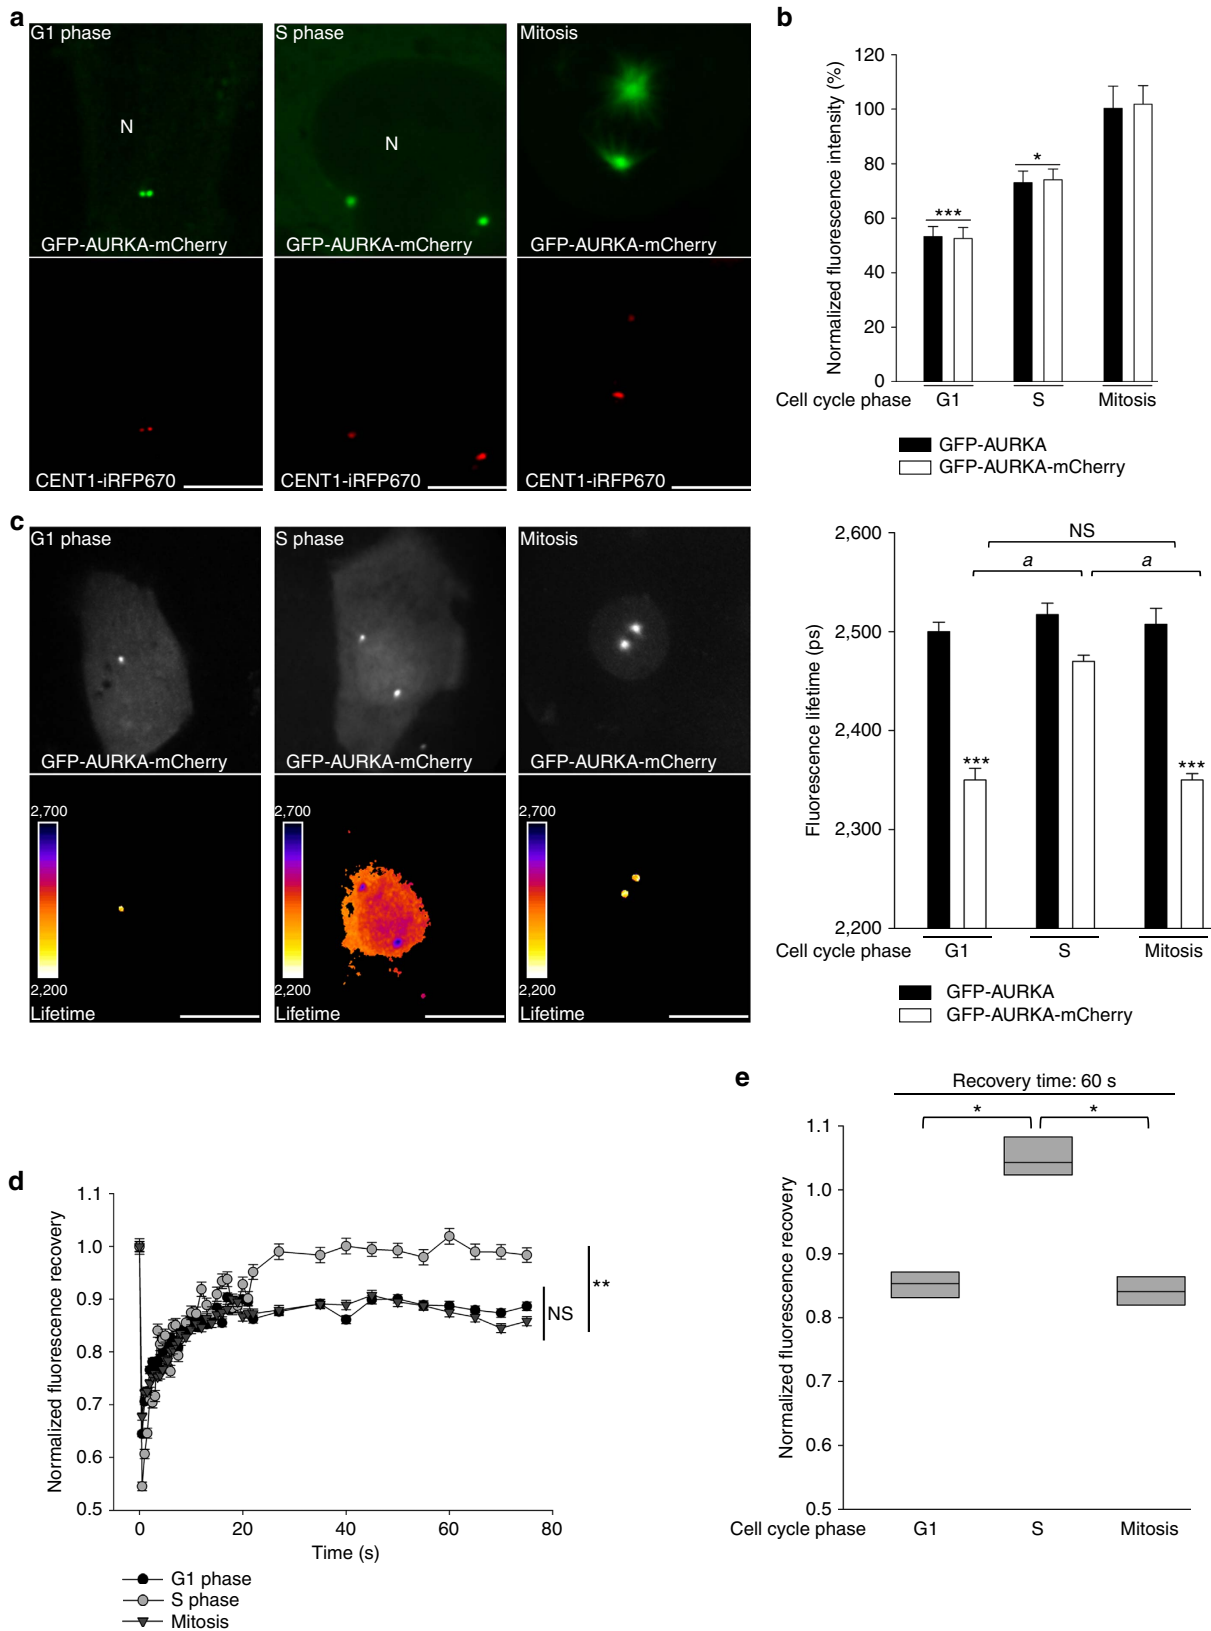 a
G1 phase
S phase
Mitosis
N
N
GFP-AURKA-mCherry
GFP-AURKA-mCherry
GFP-AURKA-mCherry
CENT1-iRFP670
CENT1-iRFP670
CENT1-iRFP670
b
Normalized fluorescence intensity (%)
120
100
80
60
40
20
0
***
*
Cell cycle phase
G1
S
Mitosis
GFP-AURKA
GFP-AURKA-mCherry
c
G1 phase
S phase
Mitosis
GFP-AURKA-mCherry
GFP-AURKA-mCherry
GFP-AURKA-mCherry
2,700
2,700
2,700
2,200
2,200
2,200
Lifetime
Lifetime
Lifetime
Fluorescence lifetime (ps)
2,600
2,500
2,400
2,300
2,200
NS
a
a
***
***
Cell cycle phase
G1
S
Mitosis
GFP-AURKA
GFP-AURKA-mCherry
d
Normalized fluorescence recovery
1.1
1.0
0.9
0.8
0.7
0.6
0.5
NS
**
0
20
40
60
80
Time (s)
G1 phase
S phase
Mitosis
e
Recovery time: 60 s
*
*
Normalized fluorescence recovery
1.1
1.0
0.9
0.8
0.7
0.6
0.5
Cell cycle phase
G1
S
Mitosis